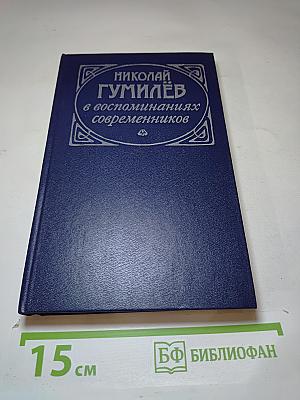 НИКОЛАЙ
ГУМИЛЁВ
в воспоминаниях
современников
15 см
БФ БИБЛИОФАН